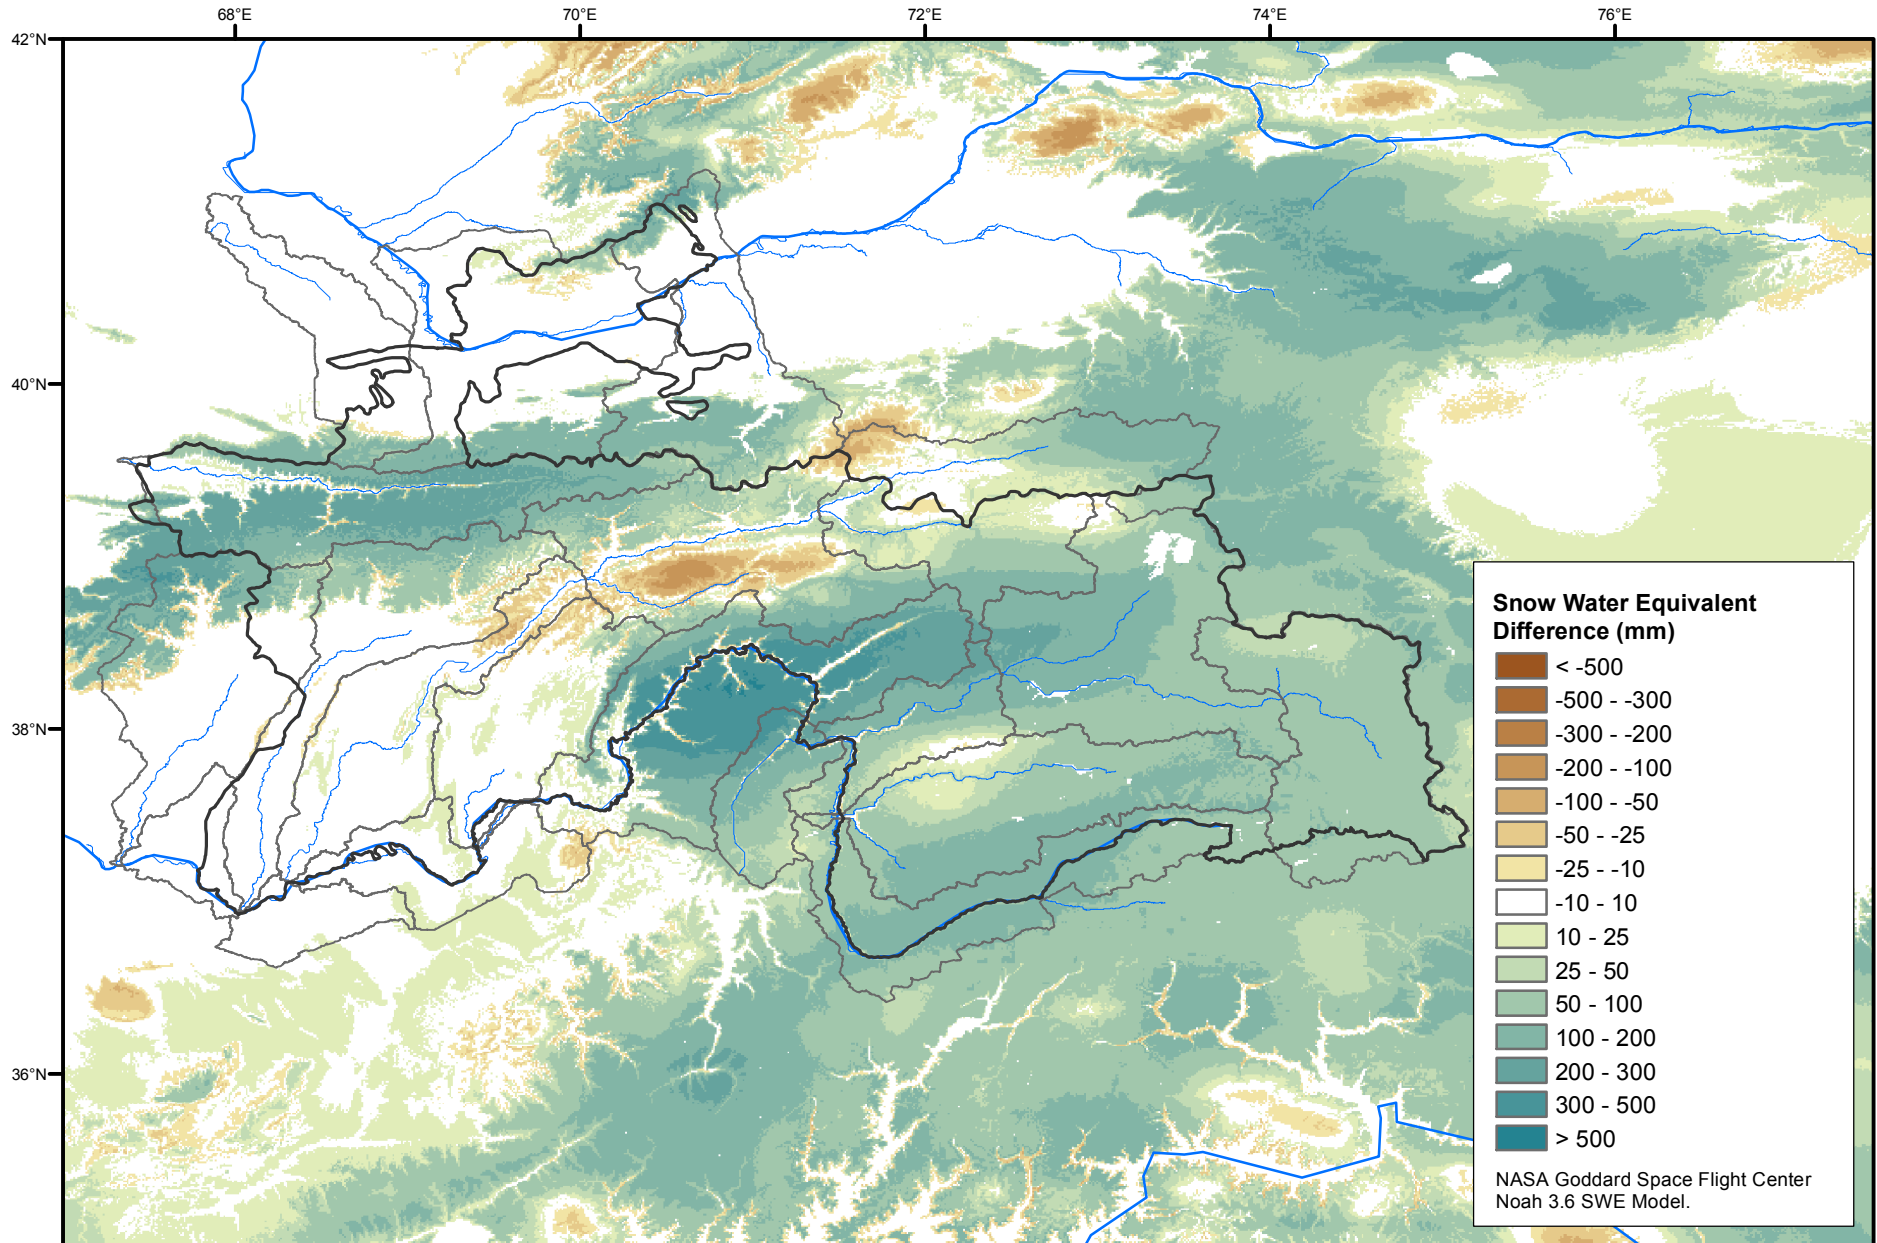 68°E 70°E 72°E 74°E 76°E
42°N
40°N
38°N
36°N
Snow Water Equivalent
Difference (mm)
< -500
-500 - -300
-300 - -200
-200 - -100
-100 - -50
-50 - -25
-25 - -10
-10 - 10
10 - 25
25 - 50
50 - 100
100 - 200
200 - 300
300 - 500
> 500
NASA Goddard Space Flight Center
Noah 3.6 SWE Model.